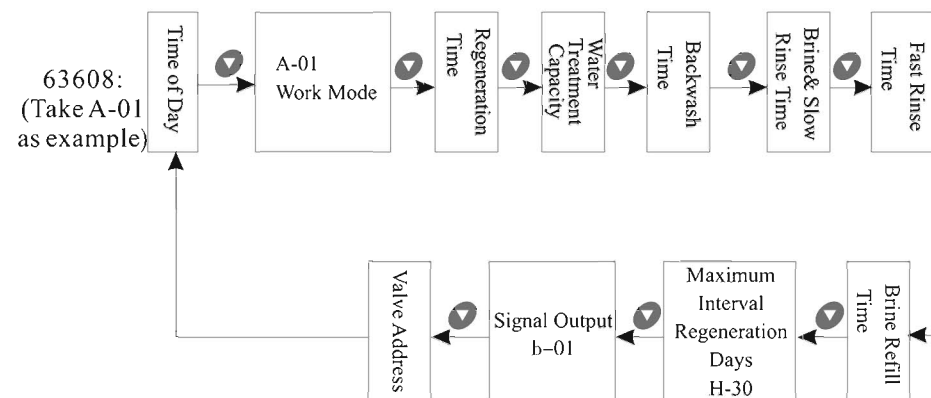 63608:
(Take A-01
as example)
Time of Day
A-01
Work Mode
Regeneration
Time
Water
Treatment
Capacity
Backwash
Time
Brine& Slow
Rinse Time
Fast Rinse
Time
Valve Address
Signal Output
b-01
Maximum
Interval
Regeneration
Days
H-30
Brine Refill
Time